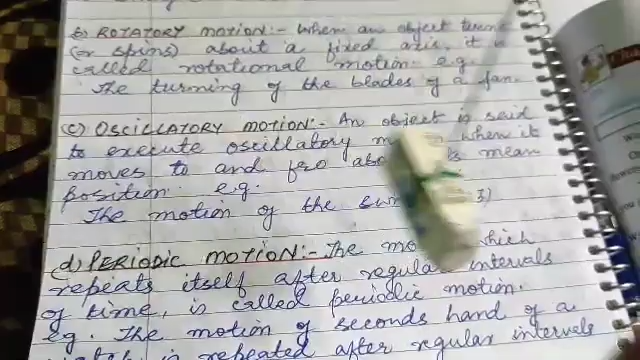 b) ROTATORY MOTION:- When an object turns
(or spins) about a fixed axis, it is
called rotational motion. e.g.
The turning of the blades of a fan.
(c) OSCILLATORY MOTION:- An object is said
to execute oscillatory when it
moves to and fro mean
position. e.g.
The motion of the
(d) PERIODIC MOTION:- The which
repeats itself after regular intervals
of time, is called periodic motion.
eg. The motion of seconds hand of a
is repeated after regular intervals